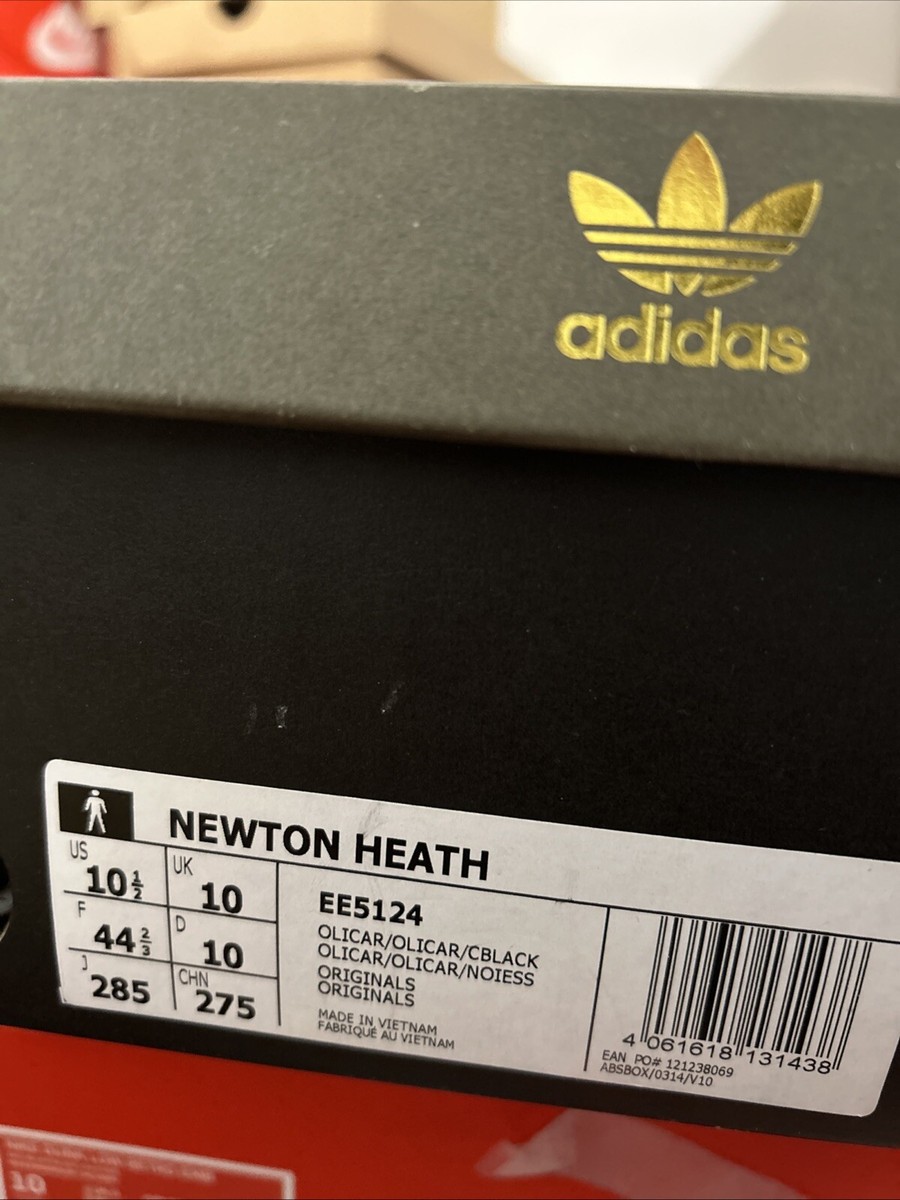 adidas
NEWTON HEATH
US 10½ UK 10
F 44⅔ D 10
J 285 CHN 275
EE5124
OLICAR/OLICAR/CBLACK
OLICAR/OLICAR/NOIESS
ORIGINALS
ORIGINALS
MADE IN VIETNAM
FABRIQUÉ AU VIETNAM
4 061618 131438
EAN PO# 121238069
ABSBOX/0314/V10
10